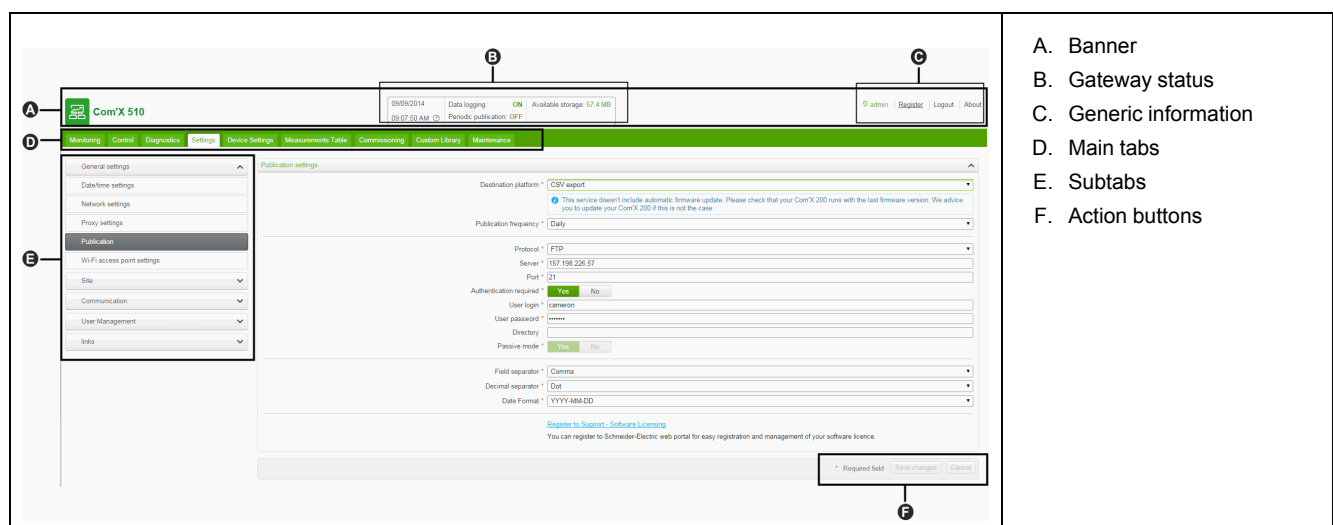 B
C
A
Com'X 510
09/09/2014 Data logging: ON Available storage: 57.4 MB
09:07:50 AM Periodic publication: OFF
admin | Register | Logout | About
D
Monitoring Control Diagnostics Settings Device Settings Measurements Table Commissioning Custom Library Maintenance
General settings
Date/time settings
Network settings
Proxy settings
Publication
Wi-Fi access point settings
E
Site
Communication
User Management
links
Publication settings
Destination platform * CSV export
This service doesn't include automatic firmware update. Please check that your Com'X 200 runs with the last firmware version. We advice
you to update your Com'X 200 if this is not the case
Publication frequency * Daily
Protocol * FTP
Server * 157.198.226.57
Port * 21
Authentication required * Yes No
User login * cameron
User password * •••••••
Directory
Passive mode * Yes No
Field separator * Comma
Decimal separator * Dot
Date Format * YYYY-MM-DD
Register to Support - Software Licensing
You can register to Schneider-Electric web portal for easy registration and management of your software licence.
* Required field Save changes Cancel
F
A. Banner
B. Gateway status
C. Generic information
D. Main tabs
E. Subtabs
F. Action buttons